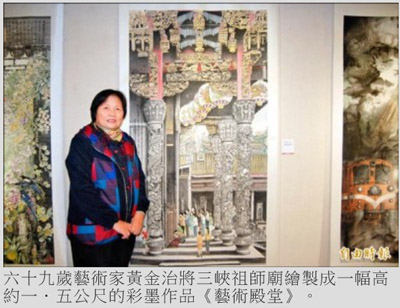 自由時報
六十九歲藝術家黃金治將三峽祖師廟繪製成一幅高
約一．五公尺的彩墨作品《藝術殿堂》。